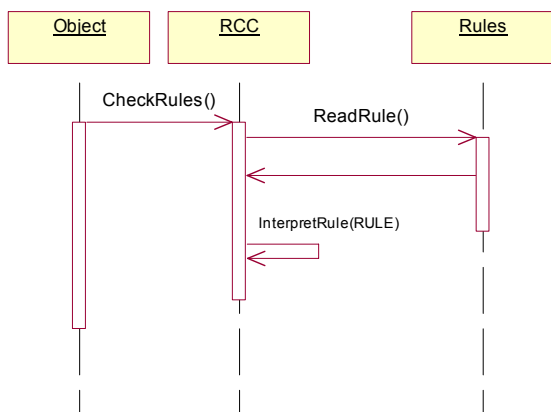 Object
RCC
Rules
CheckRules()
ReadRule()
InterpretRule(RULE)